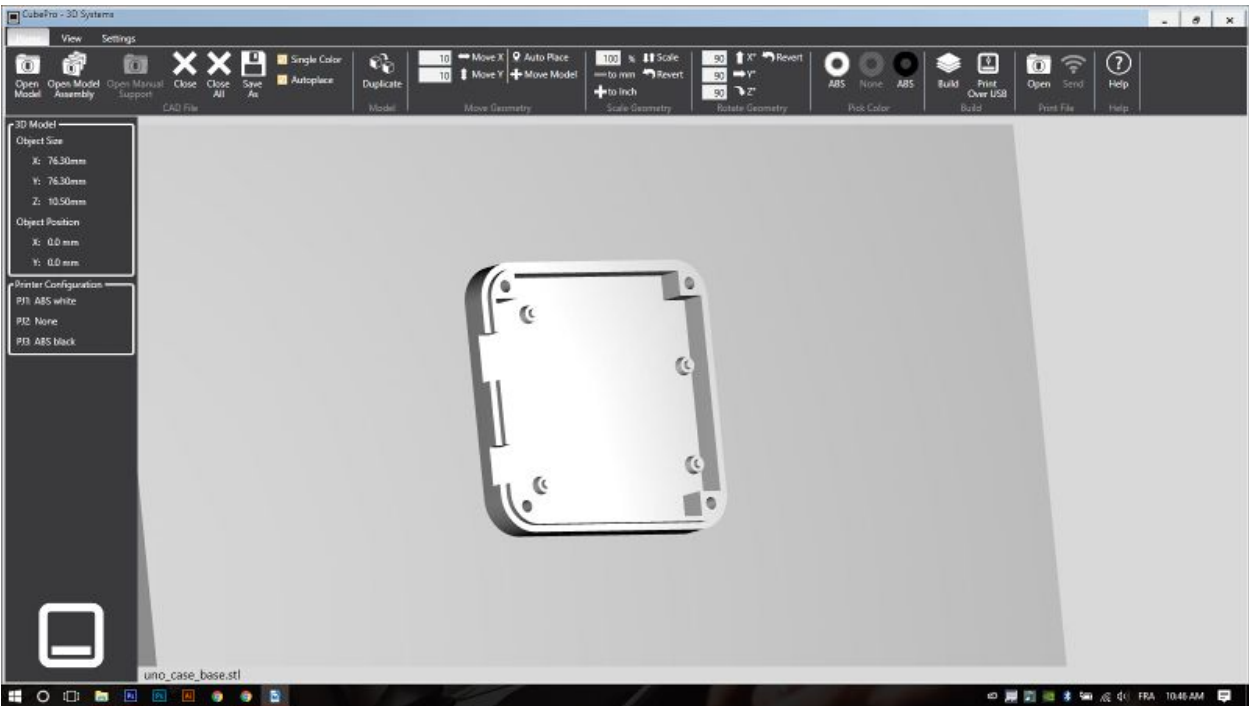 CubePro - 3D Systems
View Settings
Open Model
Open Model Assembly
Open Manual Support
Close
Close All
Save As
Single Color
Autoplace
CAD File
Duplicate
Model
10 Move X Auto Place
10 Move Y Move Model
Move Geometry
100 % Scale
to mm Revert
to inch
Scale Geometry
90 X° Revert
90 Y°
90 Z°
Rotate Geometry
ABS None ABS
Pick Color
Build
Print Over USB
Build
Open Send
Print File
Help
Help
3D Model
Object Size
X: 76.30mm
Y: 76.30mm
Z: 10.50mm
Object Position
X: 0.0 mm
Y: 0.0 mm
Printer Configuration
PJ1: ABS white
PJ2: None
PJ3: ABS black
uno_case_base.stl
FRA 10:46 AM